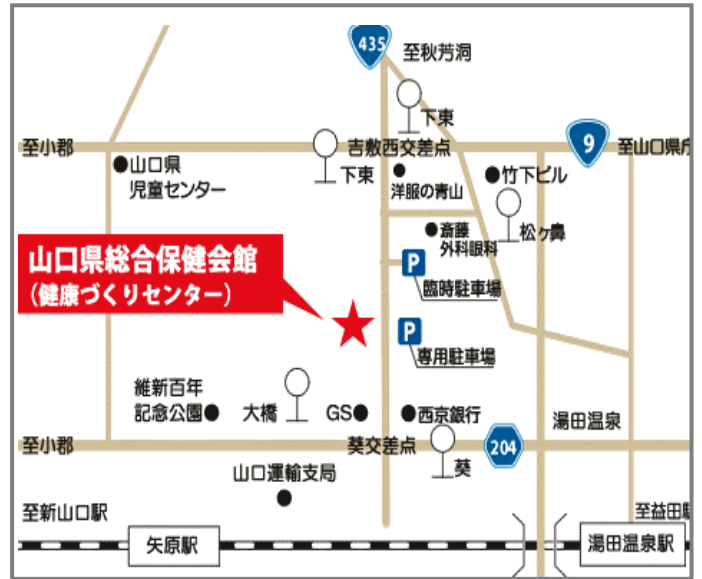 435
至秋芳洞
下東
至小郡
吉敷西交差点
9
至山口県庁
山口県
児童センター
下東
洋服の青山
竹下ビル
松ヶ鼻
斎藤
外科眼科
山口県総合保健会館
(健康づくりセンター)
P
臨時駐車場
P
専用駐車場
維新百年
記念公園
大橋
GS
西京銀行
湯田温泉
至小郡
葵交差点
204
葵
山口運輸支局
至新山口駅
至益田駅
矢原駅
湯田温泉駅